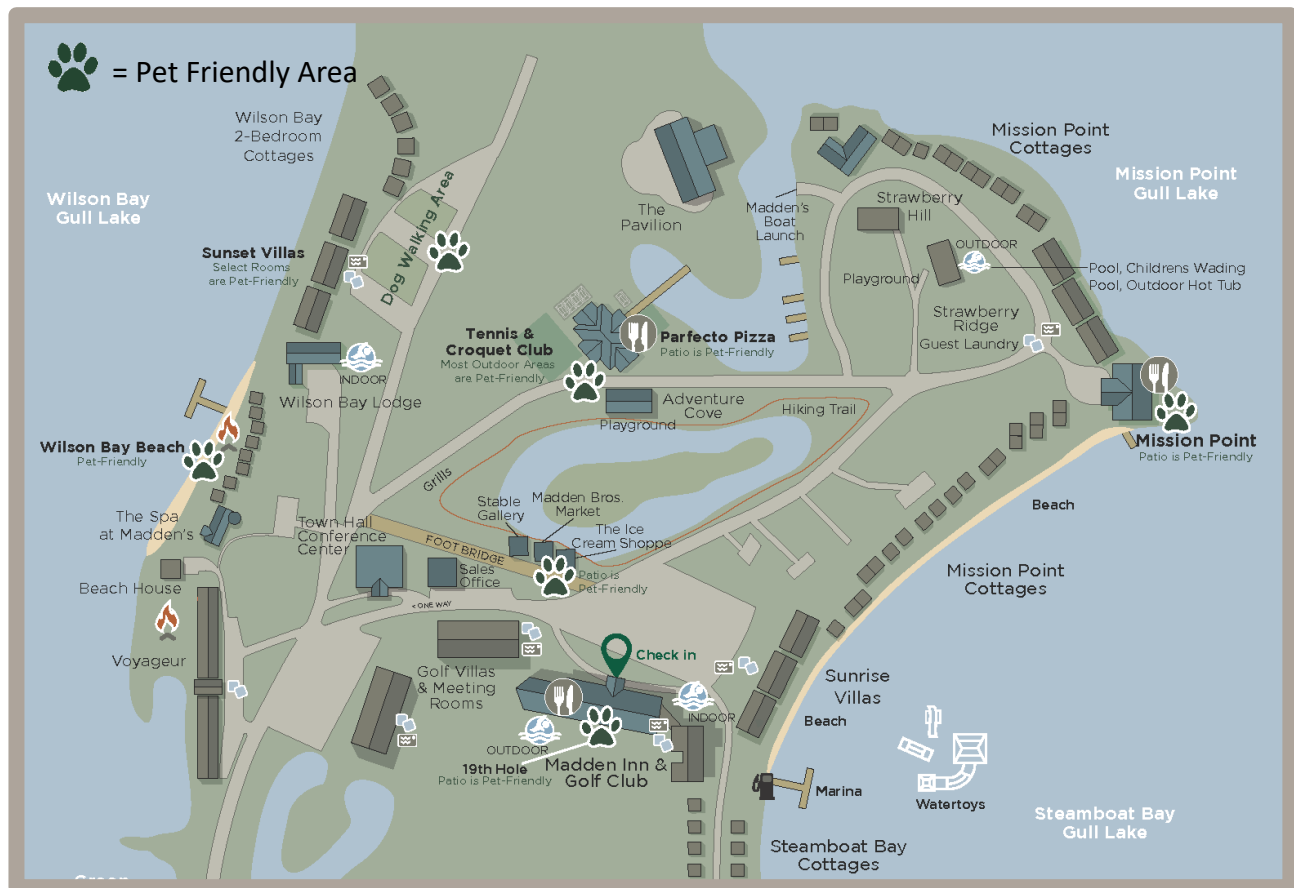 = Pet Friendly Area
Wilson Bay
2-Bedroom
Cottages
Wilson Bay
Gull Lake
Sunset Villas
Select Rooms
are Pet-Friendly
Dog Walking Area
The
Pavilion
Madden's
Boat
Launch
Mission Point
Cottages
Mission Point
Gull Lake
Strawberry
Hill
OUTDOOR
Playground
Pool, Childrens Wading
Pool, Outdoor Hot Tub
Strawberry
Ridge
Guest Laundry
Tennis &
Croquet Club
Most Outdoor Areas
are Pet-Friendly
Parfecto Pizza
Patio is Pet-Friendly
INDOOR
Wilson Bay Lodge
Adventure
Cove
Playground
Hiking Trail
Mission Point
Patio is Pet-Friendly
Wilson Bay Beach
Pet-Friendly
Grills
Stable
Gallery
Madden Bros.
Market
The Ice
Cream Shoppe
Patio is
Pet-Friendly
Beach
The Spa
at Madden's
Town Hall
Conference
Center
FOOT BRIDGE
Sales
Office
Beach House
< ONE WAY
Mission Point
Cottages
Voyageur
Golf Villas
& Meeting
Rooms
Check in
Sunrise
Villas
INDOOR
OUTDOOR
Beach
19th Hole
Patio is Pet-Friendly
Madden Inn &
Golf Club
Marina
Watertoys
Steamboat Bay
Gull Lake
Steamboat Bay
Cottages